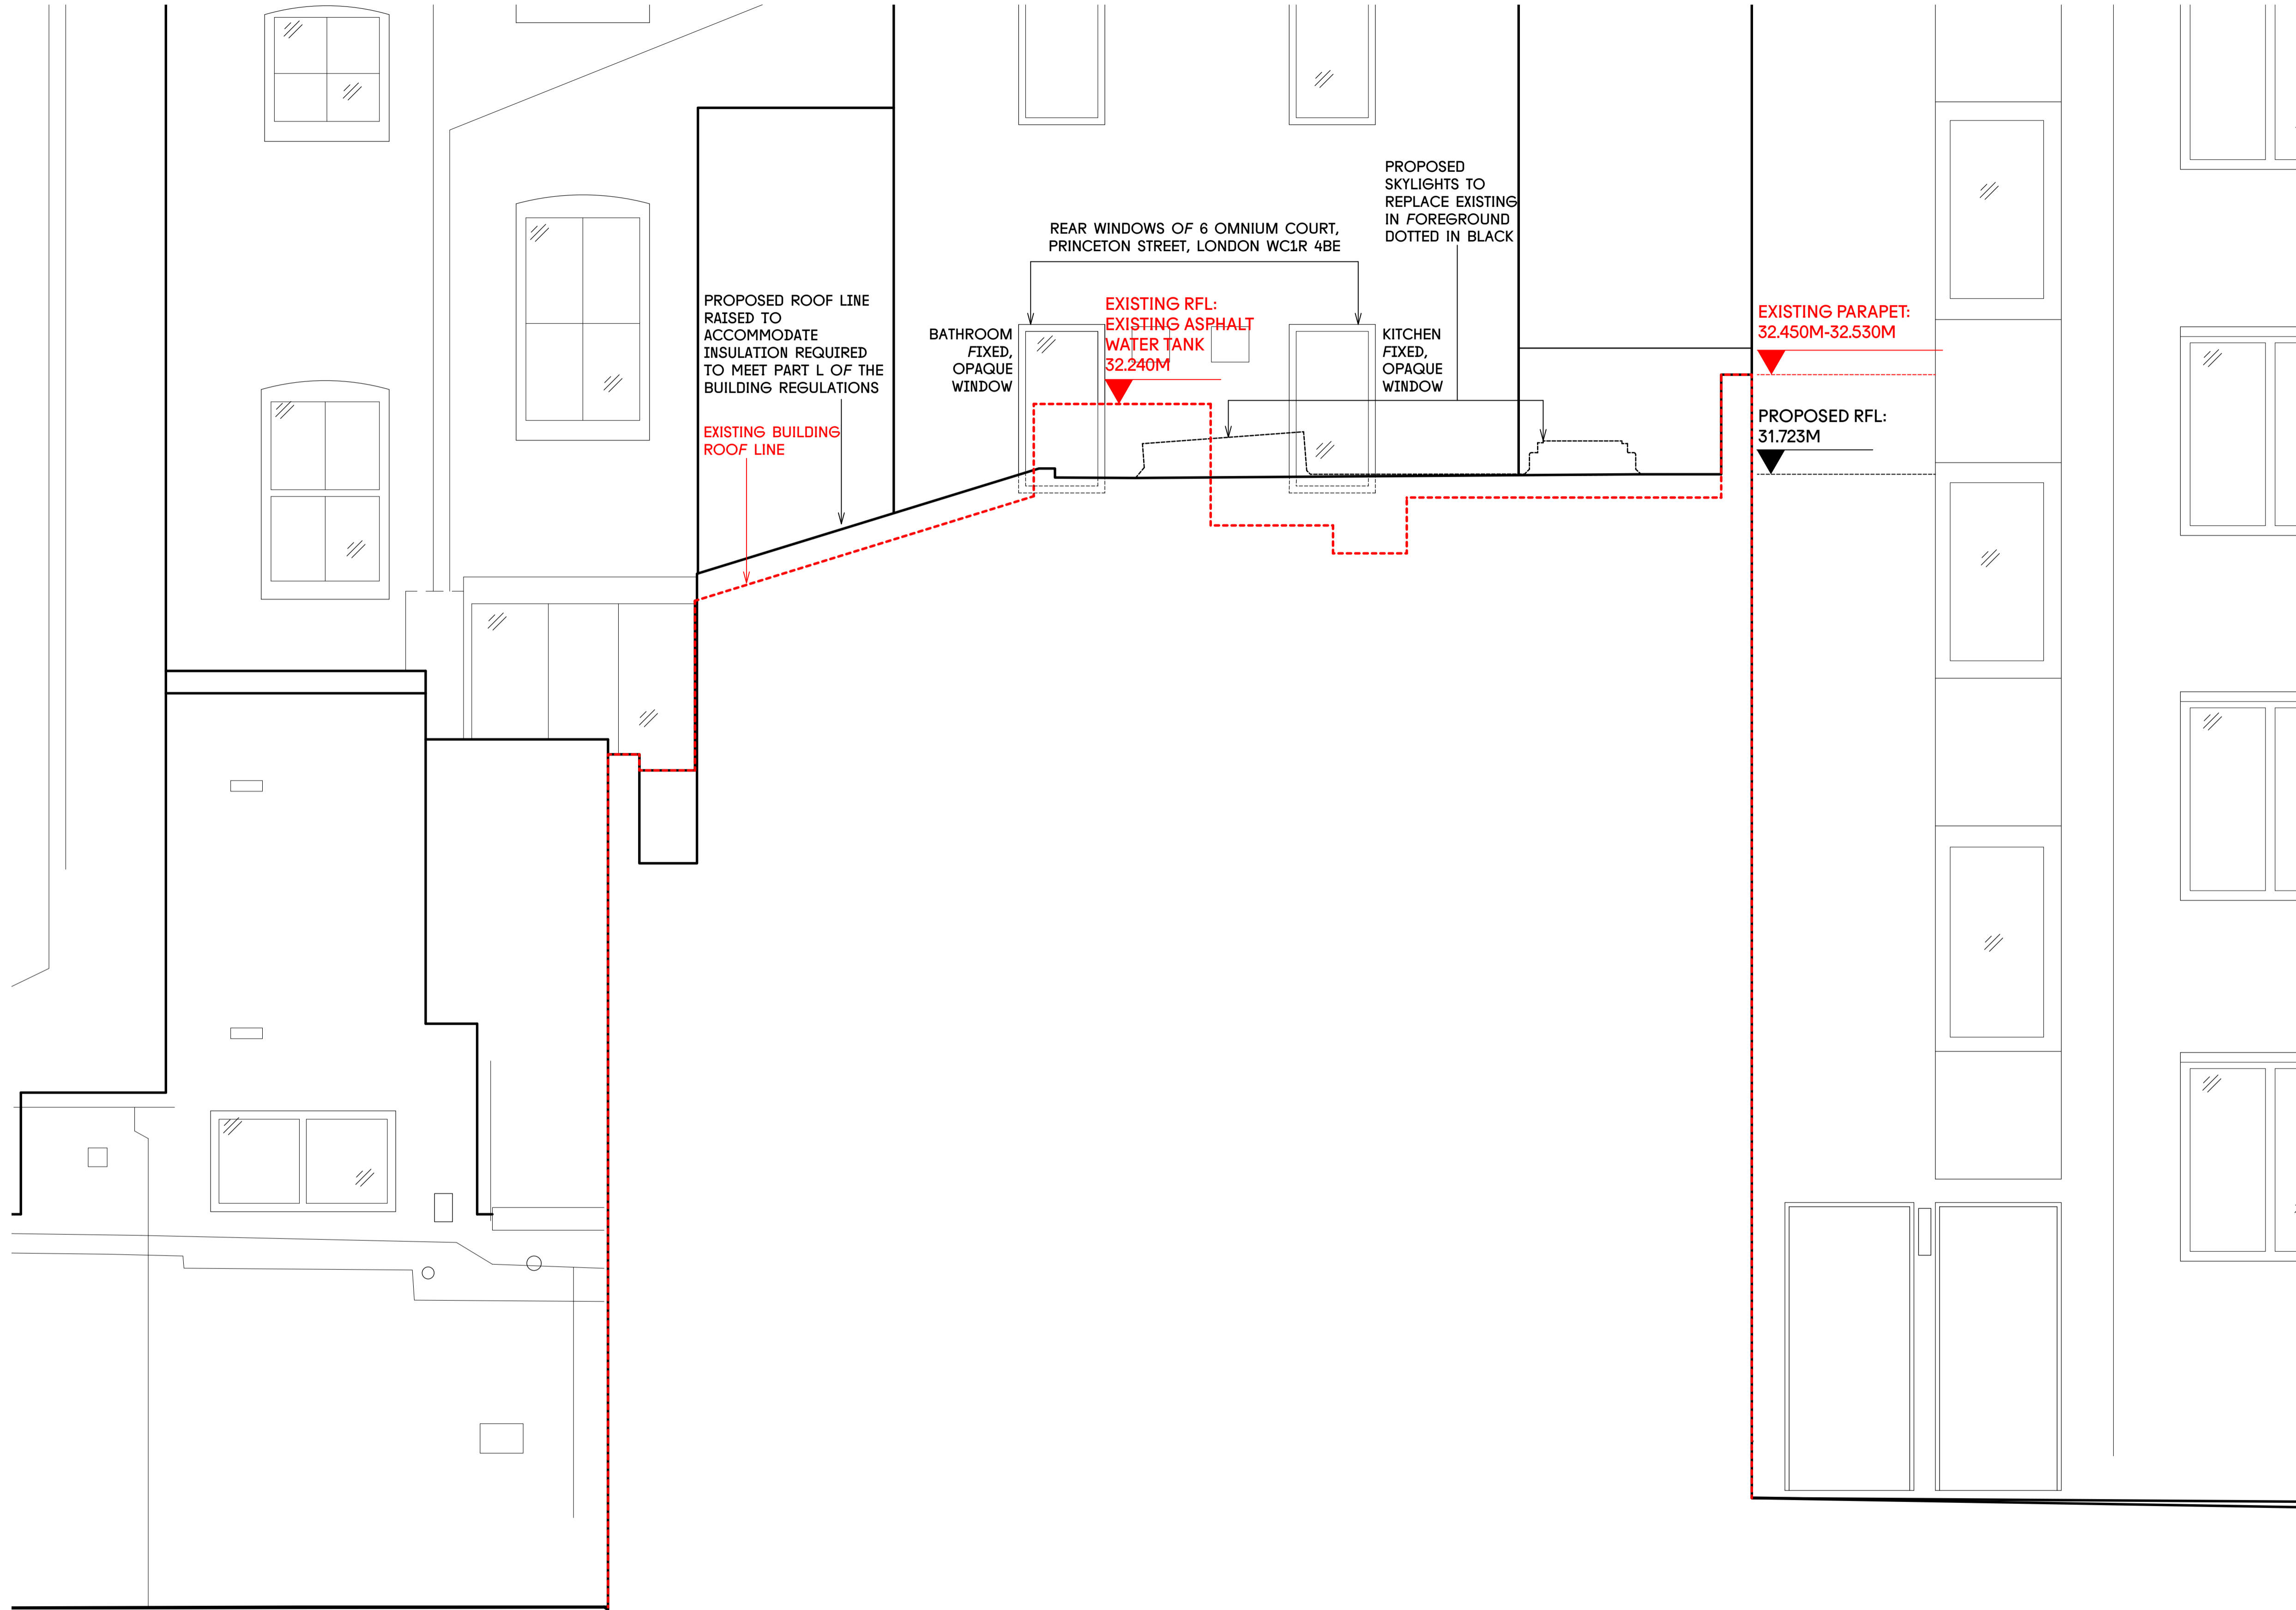 PROPOSED
SKYLIGHTS TO
REPLACE EXISTING
IN FOREGROUND
DOTTED IN BLACK
REAR WINDOWS OF 6 OMNIUM COURT,
PRINCETON STREET, LONDON WC1R 4BE
PROPOSED ROOF LINE
RAISED TO
ACCOMMODATE
INSULATION REQUIRED
TO MEET PART L OF THE
BUILDING REGULATIONS
EXISTING BUILDING
ROOF LINE
BATHROOM
FIXED,
OPAQUE
WINDOW
EXISTING RFL:
EXISTING ASPHALT
WATER TANK
32.240M
KITCHEN
FIXED,
OPAQUE
WINDOW
EXISTING PARAPET:
32.450M-32.530M
PROPOSED RFL:
31.723M